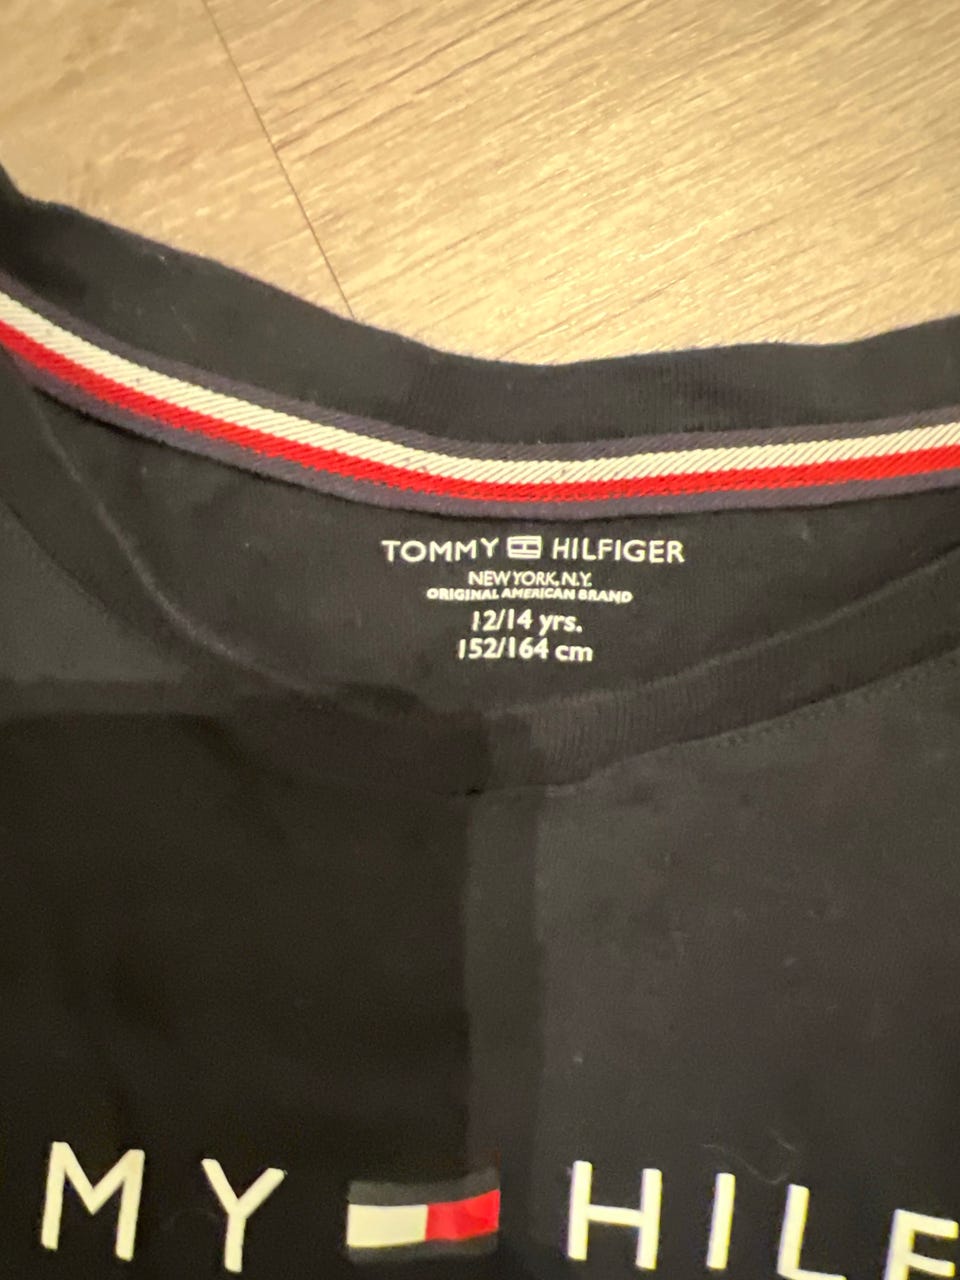 TOMMY HILFIGER
NEW YORK, N.Y.
ORIGINAL AMERICAN BRAND
12/14 yrs.
152/164 cm
MY HILF